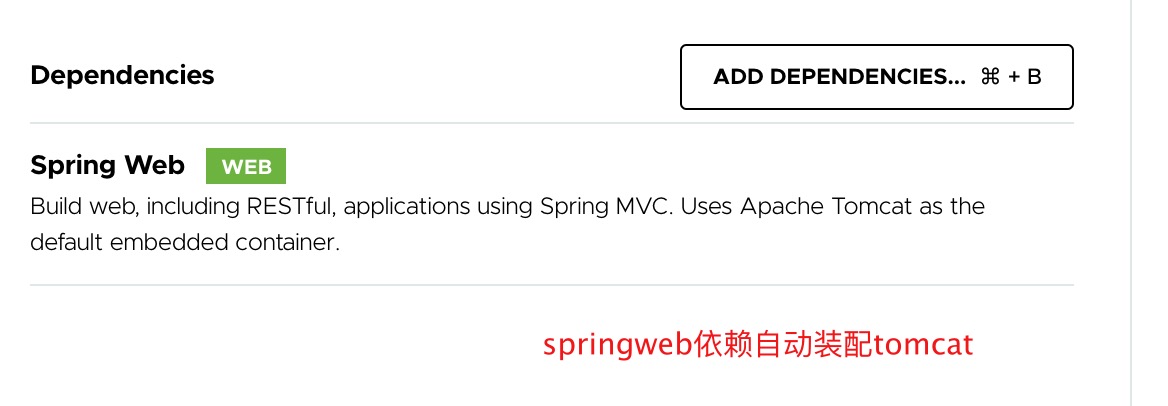 Dependencies
ADD DEPENDENCIES... ⌘ + B
Spring Web WEB
Build web, including RESTful, applications using Spring MVC. Uses Apache Tomcat as the
default embedded container.
springweb依赖自动装配tomcat